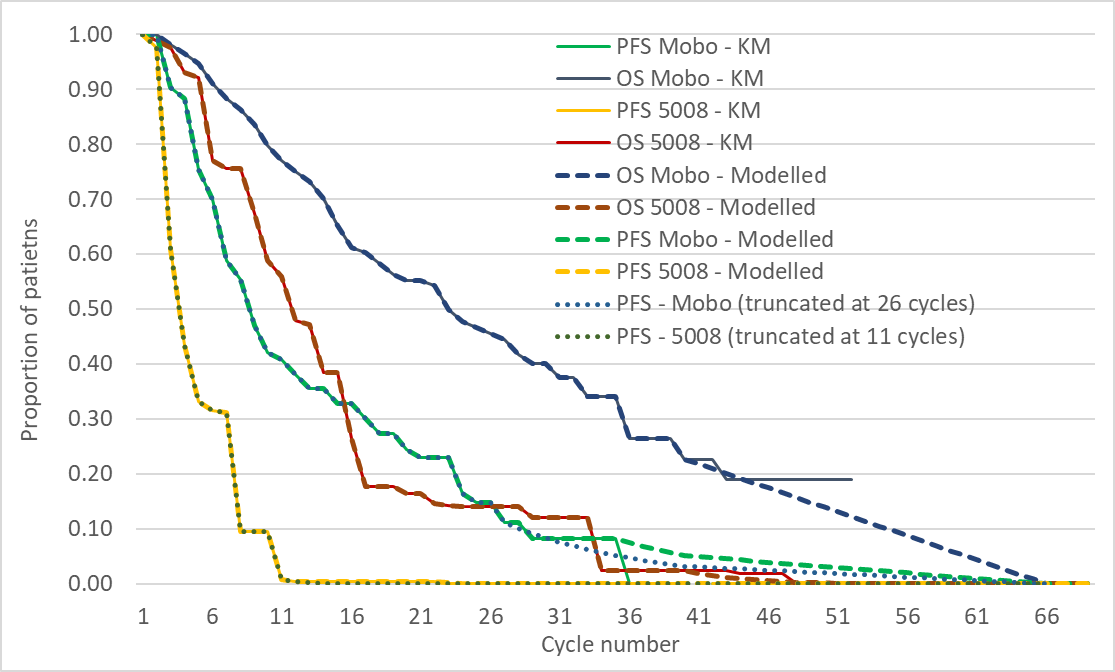 1.00
0.90
0.80
0.70
0.60
0.50
0.40
0.30
0.20
0.10
0.00
Proportion of patietns
PFS Mobo - KM
OS Mobo - KM
PFS 5008 - KM
OS 5008 - KM
OS Mobo - Modelled
OS 5008 - Modelled
PFS Mobo - Modelled
PFS 5008 - Modelled
PFS - Mobo (truncated at 26 cycles)
PFS - 5008 (truncated at 11 cycles)
1 6 11 16 21 26 31 36 41 46 51 56 61 66
Cycle number